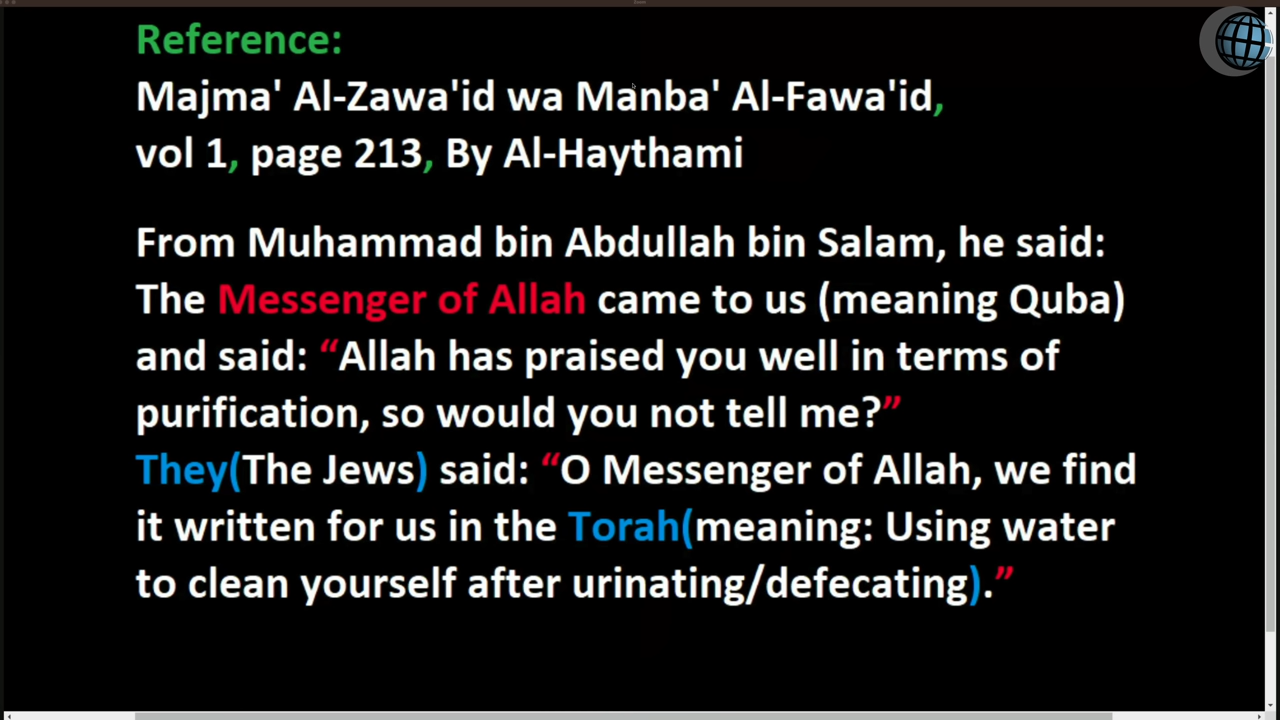 Reference:
Majma' Al-Zawa'id wa Manba' Al-Fawa'id,
vol 1, page 213, By Al-Haythami
From Muhammad bin Abdullah bin Salam, he said:
The Messenger of Allah came to us (meaning Quba)
and said: “Allah has praised you well in terms of
purification, so would you not tell me?”
They(The Jews) said: “O Messenger of Allah, we find
it written for us in the Torah(meaning: Using water
to clean yourself after urinating/defecating).”